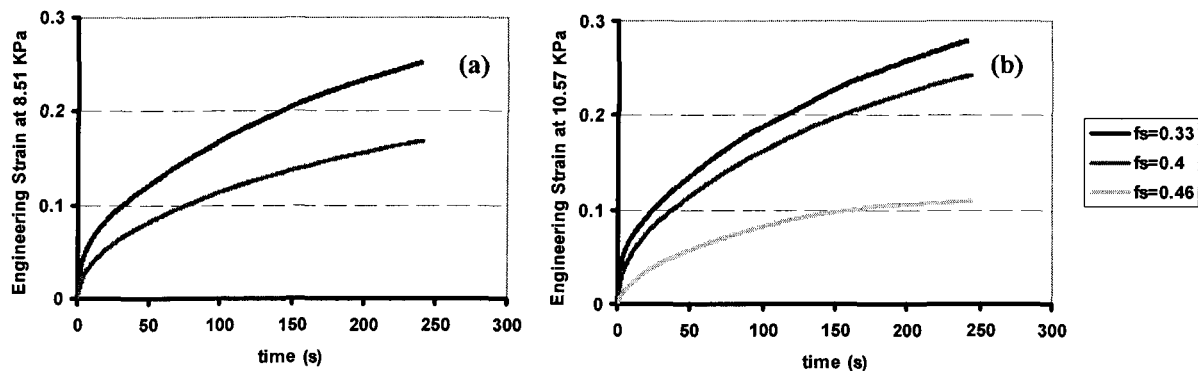 Engineering Strain at 8.51 KPa
0.3
0.2
0.1
0
(a)
0 50 100 150 200 250 300
time (s)
Engineering Strain at 10.57 KPa
0.3
0.2
0.1
0
(b)
0 50 100 150 200 250 300
time (s)
fs=0.33
fs=0.4
fs=0.46